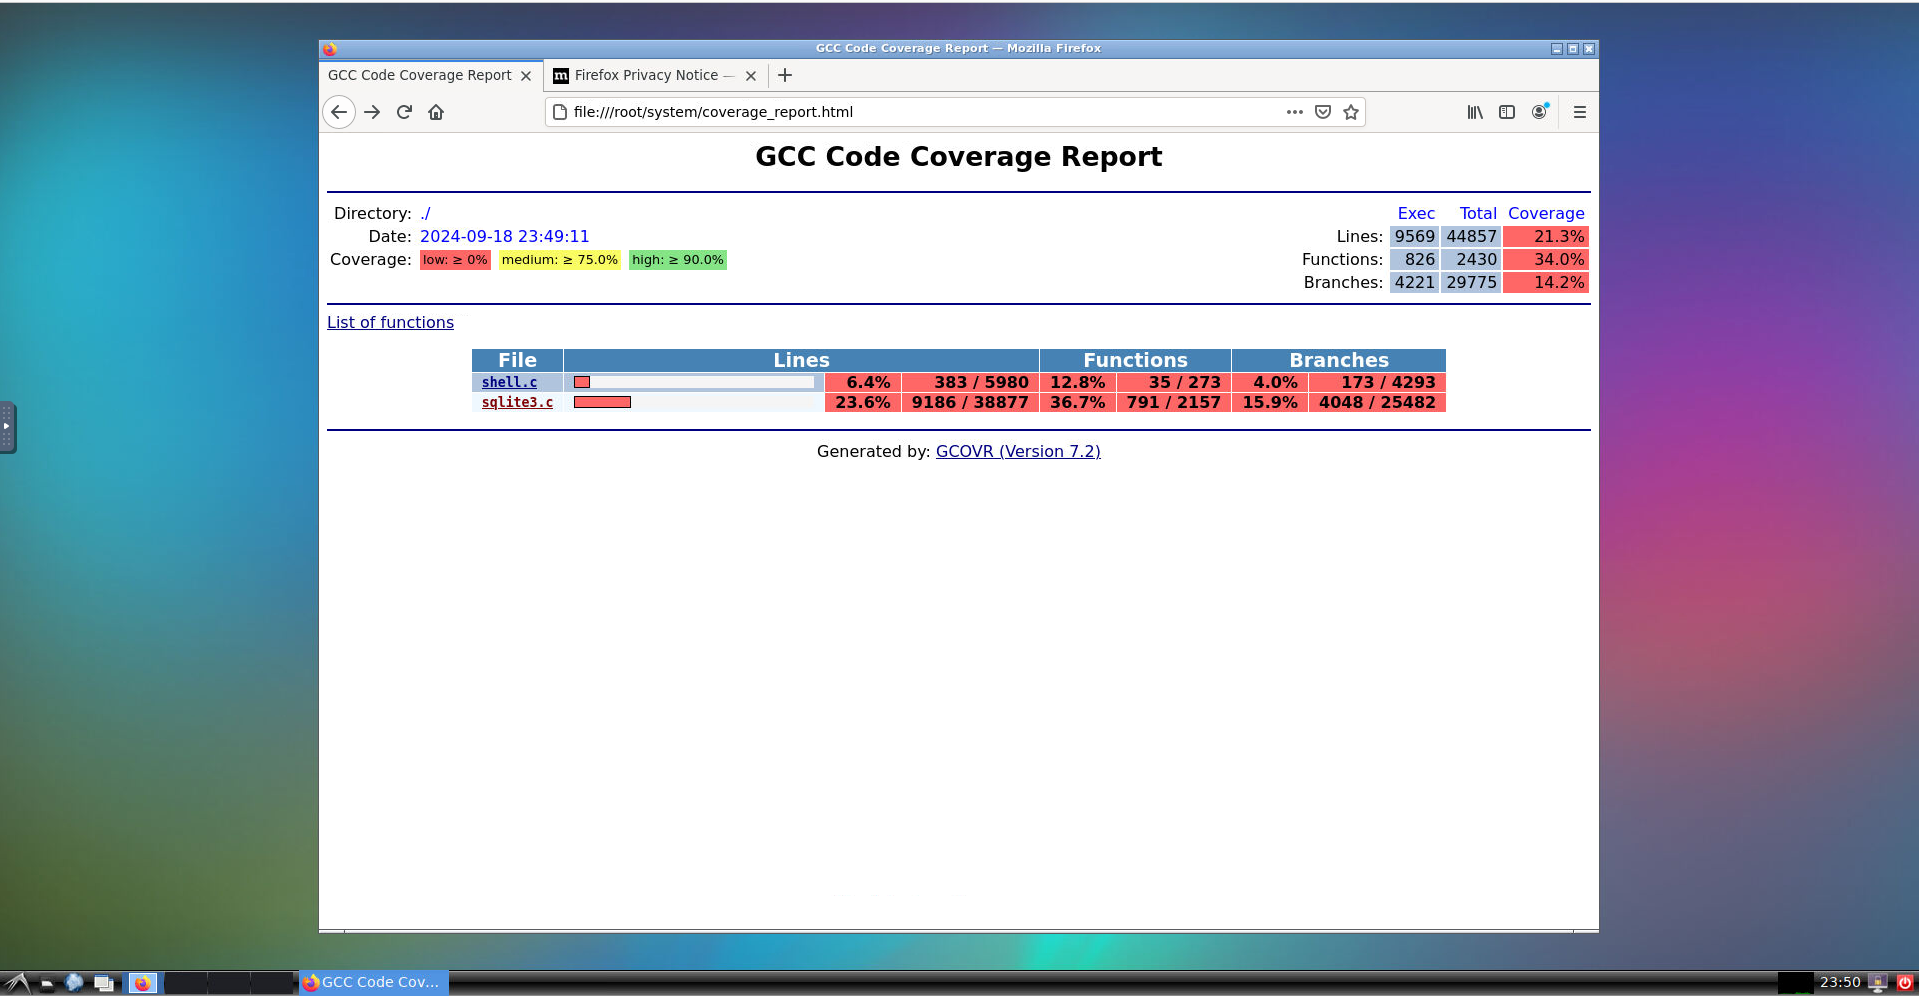 GCC Code Coverage Report — Mozilla Firefox
GCC Code Coverage Report
Firefox Privacy Notice —
file:///root/system/coverage_report.html
GCC Code Coverage Report
Directory: ./
Date: 2024-09-18 23:49:11
Coverage: low: ≥ 0% medium: ≥ 75.0% high: ≥ 90.0%
Exec Total Coverage
Lines: 9569 44857 21.3%
Functions: 826 2430 34.0%
Branches: 4221 29775 14.2%
List of functions
File Lines Functions Branches
shell.c 6.4% 383 / 5980 12.8% 35 / 273 4.0% 173 / 4293
sqlite3.c 23.6% 9186 / 38877 36.7% 791 / 2157 15.9% 4048 / 25482
Generated by: GCOVR (Version 7.2)
GCC Code Cov...
23:50